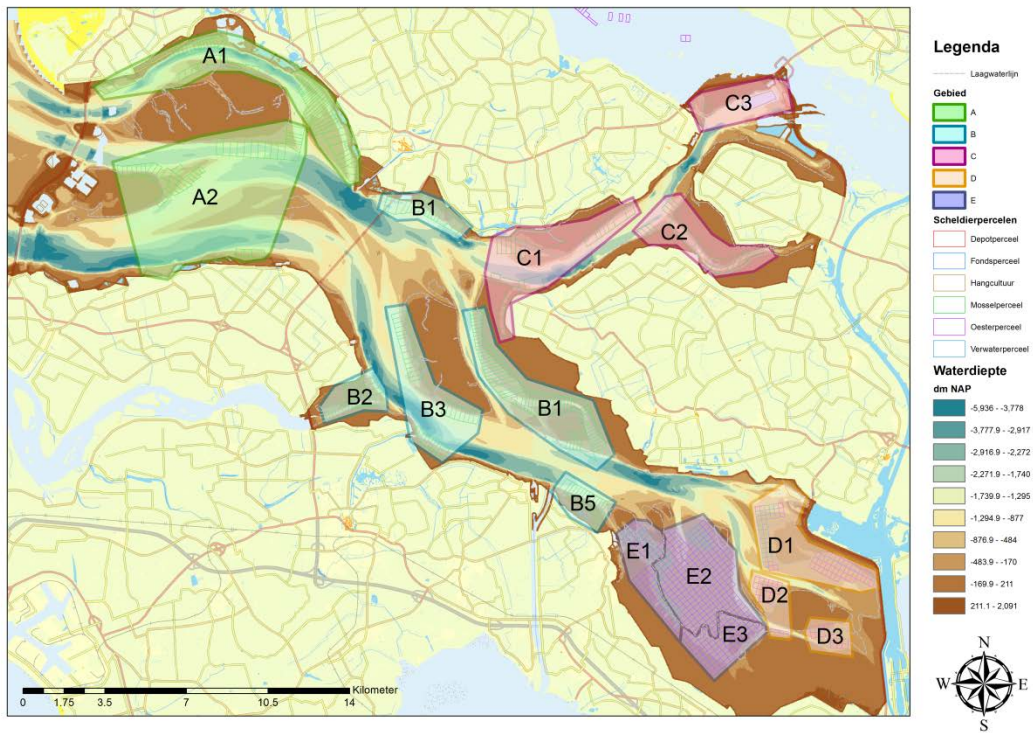 A1
A2
B1
C3
C1
C2
B2
B3
B1
B5
E1
E2
E3
D1
D2
D3
Kilometer
0 1.75 3.5 7 10.5 14
Legenda
Laagwaterlijn
Gebied
A
B
C
D
E
Scheldierpercelen
Depotperceel
Fondsperceel
Hangcultuur
Mosselperceel
Oesterperceel
Verwaterperceel
Waterdiepte
dm NAP
-5,936 - -3,778
-3,777.9 - -2,917
-2,916.9 - -2,272
-2,271.9 - -1,740
-1,739.9 - -1,295
-1,294.9 - -877
-876.9 - -484
-483.9 - -170
-169.9 - 211
211.1 - 2,091
N
W E
S